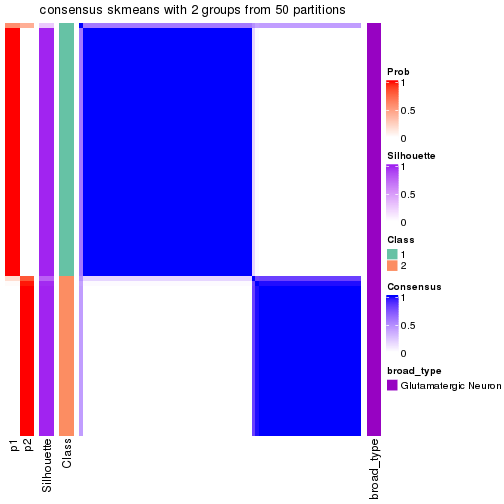 consensus skmeans with 2 groups from 50 partitions
Prob
1
0.5
0
Silhouette
1
0.5
0
Class
1
2
Consensus
1
0.5
0
broad_type
Glutamatergic Neuron
p1
p2
Silhouette
Class
broad_type